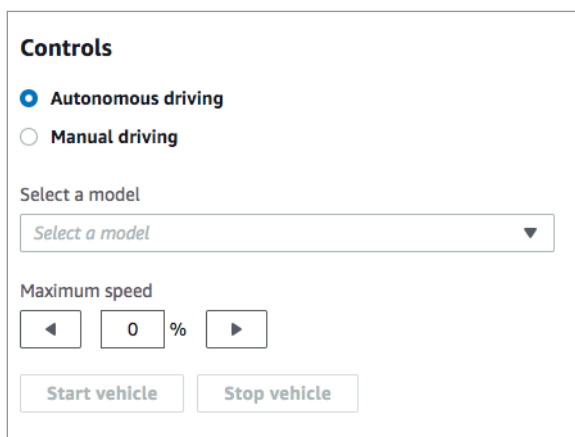 Controls
Autonomous driving
Manual driving
Select a model
Select a model
Maximum speed
0 %
Start vehicle Stop vehicle